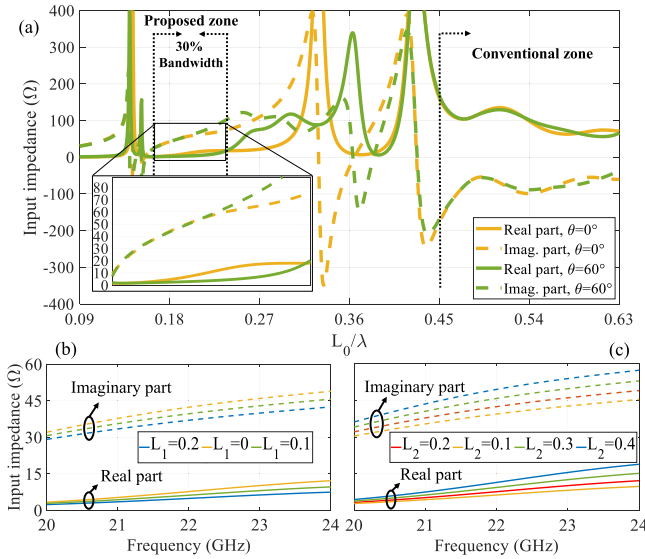 (a)
400
300
200
100
0
-100
-200
-300
-400
Input impedance (Ω)
Proposed zone
30%
Bandwidth
Conventional zone
80
70
60
50
40
30
20
10
0
Real part, θ=0°
Imag. part, θ=0°
Real part, θ=60°
Imag. part, θ=60°
0.09 0.18 0.27 0.36 0.45 0.54 0.63
L₀/λ
(b)
60
45
30
15
0
Input impedance (Ω)
Imaginary part
L₁=0.2 L₁=0 L₁=0.1
Real part
20 21 22 23 24
Frequency (GHz)
(c)
60
45
30
15
0
Imaginary part
L₂=0.2 L₂=0.1 L₂=0.3 L₂=0.4
Real part
20 21 22 23 24
Frequency (GHz)